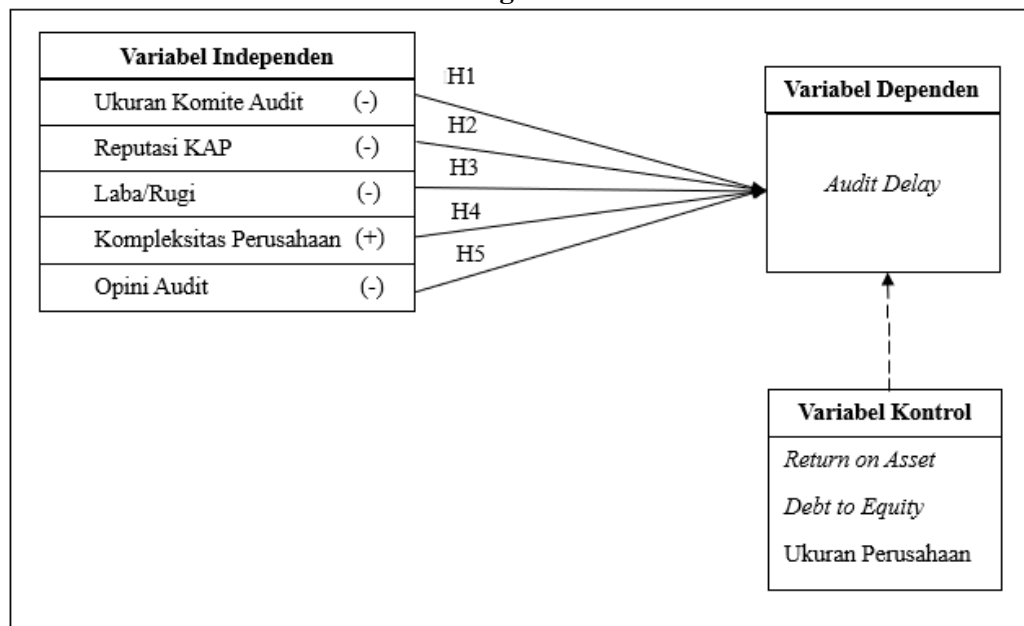 Variabel Independen
Ukuran Komite Audit (-)
Reputasi KAP (-)
Laba/Rugi (-)
Kompleksitas Perusahaan (+)
Opini Audit (-)
H1
H2
H3
H4
H5
Variabel Dependen
Audit Delay
Variabel Kontrol
Return on Asset
Debt to Equity
Ukuran Perusahaan